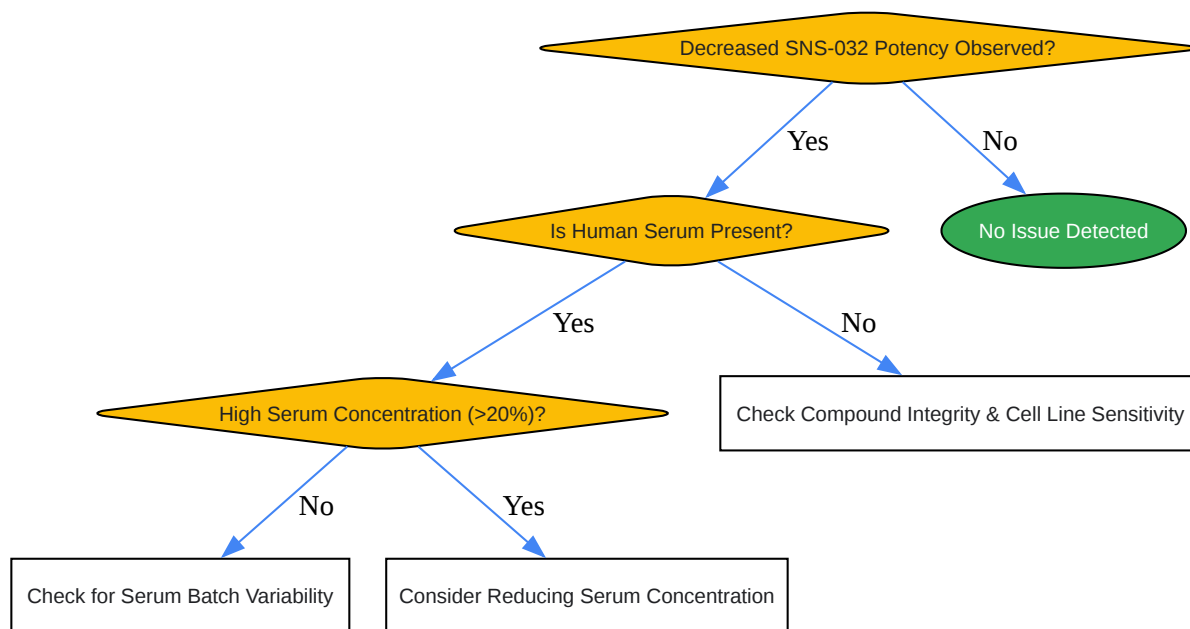 Decreased SNS-032 Potency Observed?
Yes
No
Is Human Serum Present?
No Issue Detected
Yes
No
High Serum Concentration (>20%)?
Check Compound Integrity & Cell Line Sensitivity
No
Yes
Check for Serum Batch Variability
Consider Reducing Serum Concentration